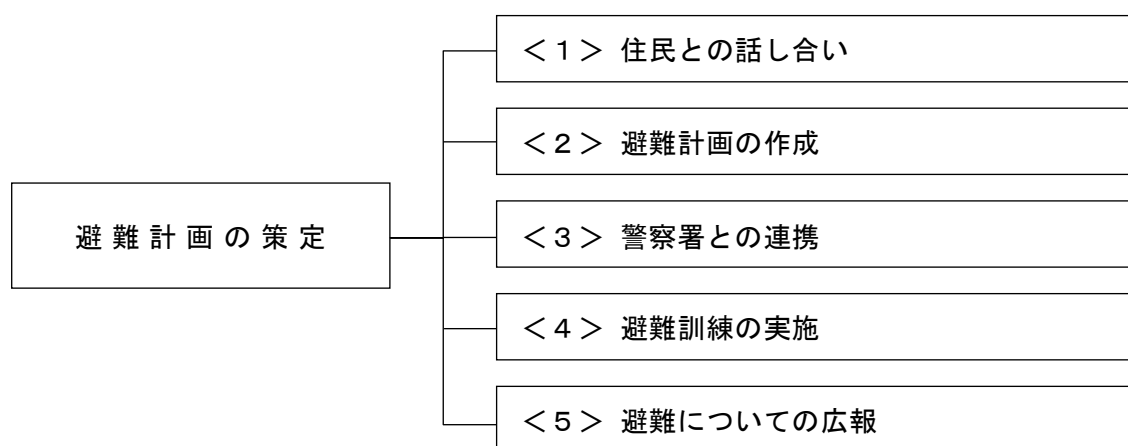 避難計画の策定
＜１＞ 住民との話し合い
＜２＞ 避難計画の作成
＜３＞ 警察署との連携
＜４＞ 避難訓練の実施
＜５＞ 避難についての広報